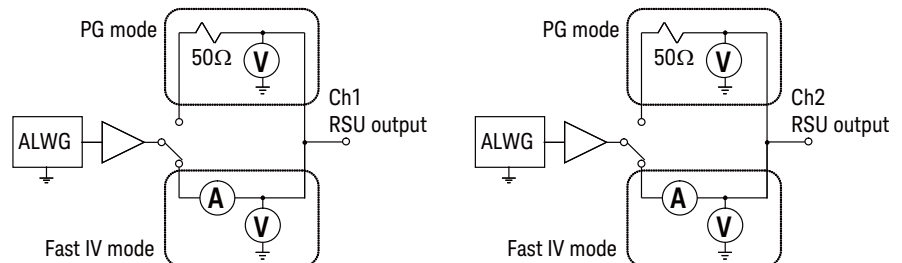 PG mode
50Ω
V
Ch1
RSU output
ALWG
A
V
Fast IV mode
PG mode
50Ω
V
Ch2
RSU output
ALWG
A
V
Fast IV mode